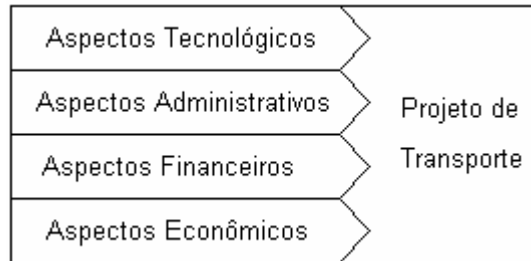 Aspectos Tecnológicos
Aspectos Administrativos
Aspectos Financeiros
Aspectos Econômicos
Projeto de
Transporte